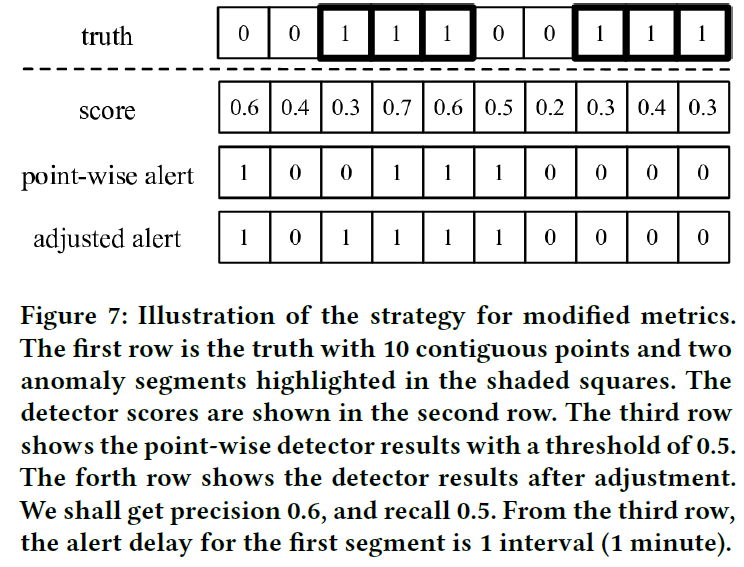 truth 0 0 1 1 1 0 0 1 1 1
score 0.6 0.4 0.3 0.7 0.6 0.5 0.2 0.3 0.4 0.3
point-wise alert 1 0 0 1 1 1 0 0 0 0
adjusted alert 1 0 1 1 1 1 0 0 0 0
Figure 7: Illustration of the strategy for modified metrics.
The first row is the truth with 10 contiguous points and two
anomaly segments highlighted in the shaded squares. The
detector scores are shown in the second row. The third row
shows the point-wise detector results with a threshold of 0.5.
The forth row shows the detector results after adjustment.
We shall get precision 0.6, and recall 0.5. From the third row,
the alert delay for the first segment is 1 interval (1 minute).